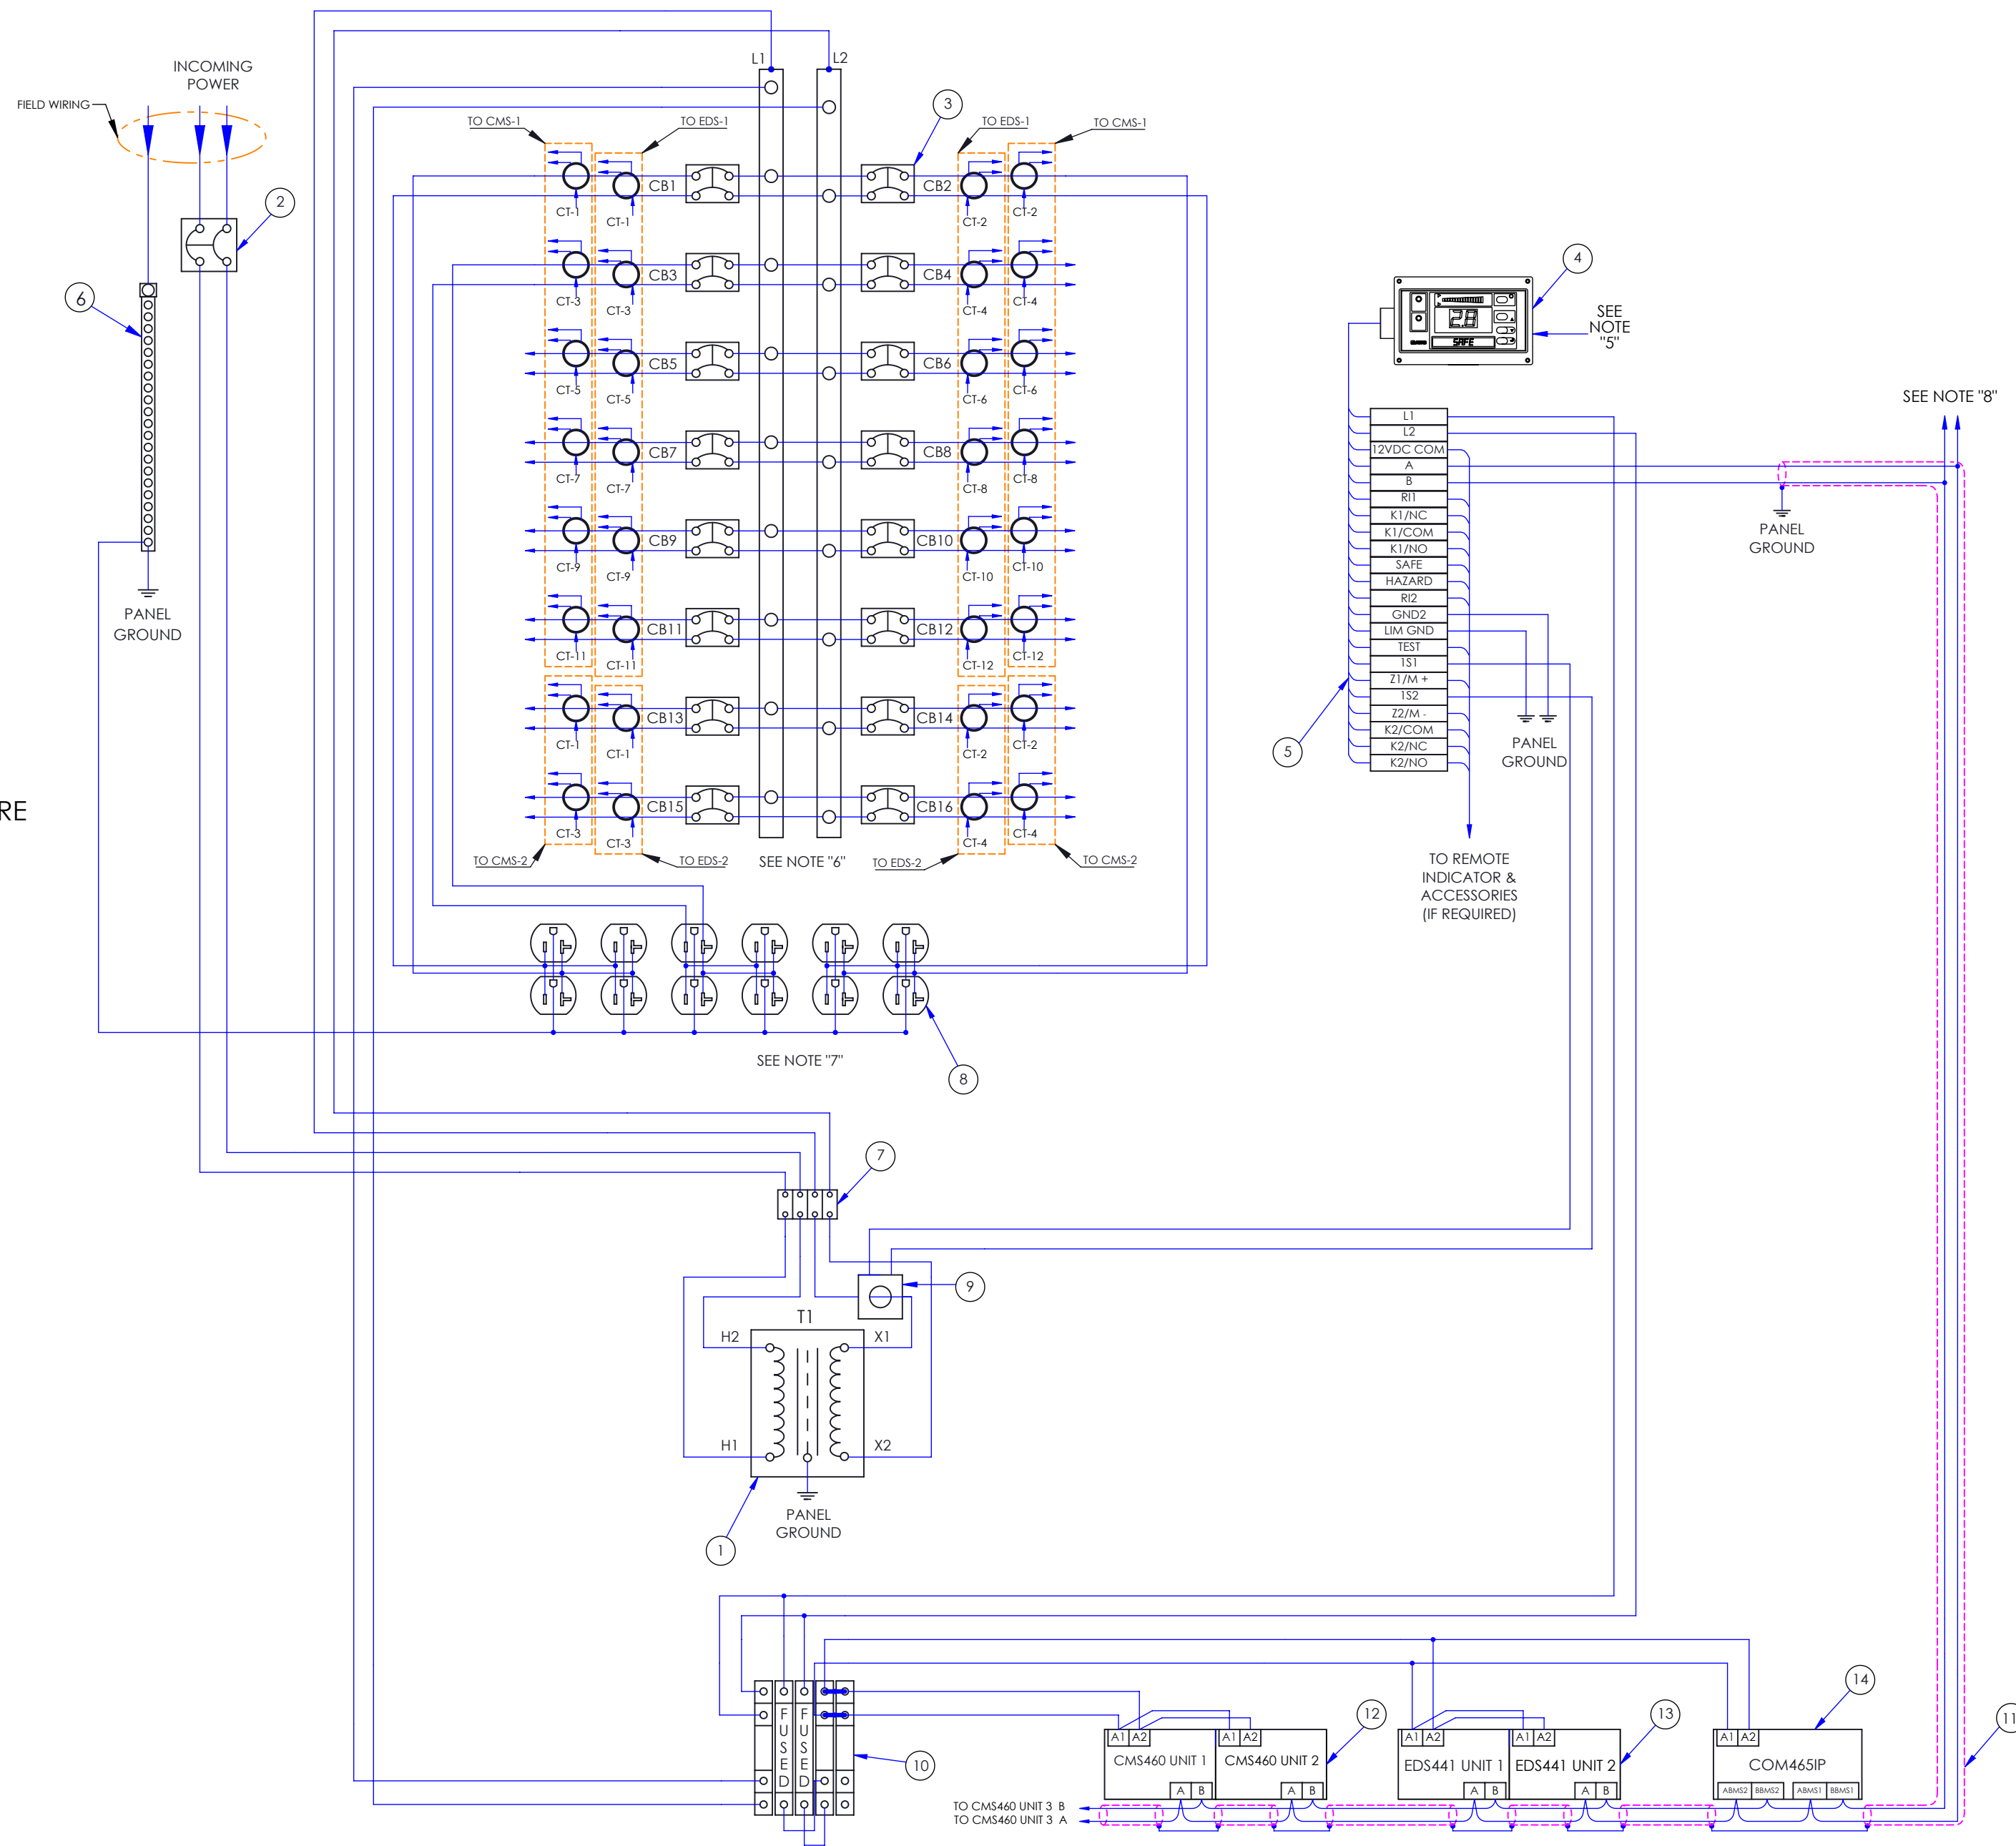 L1 L2
INCOMING
POWER
FIELD WIRING
2
6
PANEL
GROUND
RE
TO CMS-1 TO EDS-1 TO EDS-1 TO CMS-1
3
CB1 CB2
CT-1 CT-1 CT-2 CT-2
CB3 CB4
CT-3 CT-3 CT-4 CT-4
CB5 CB6
CT-5 CT-5 CT-6 CT-6
CB7 CB8
CT-7 CT-7 CT-8 CT-8
CB9 CB10
CT-9 CT-9 CT-10 CT-10
CB11 CB12
CT-11 CT-11 CT-12 CT-12
CB13 CB14
CT-1 CT-1 CT-2 CT-2
CB15 CB16
CT-3 CT-3 CT-4 CT-4
TO CMS-2 TO EDS-2 TO EDS-2 TO CMS-2
SEE NOTE "6"
SEE NOTE "7"
8
4
28
SAFE
SEE
NOTE
"5"
L1
L2
12VDC COM
A
B
RI1
K1/NC
K1/COM
K1/NO
SAFE
HAZARD
RI2
GND2
LIM GND
TEST
1S1
Z1/M +
1S2
Z2/M -
K2/COM
K2/NC
K2/NO
5
PANEL
GROUND
TO REMOTE
INDICATOR &
ACCESSORIES
(IF REQUIRED)
SEE NOTE "8"
PANEL
GROUND
7
9
T1
H2 X1
H1 X2
PANEL
GROUND
1
FUSED FUSED
10
A1 A2
CMS460 UNIT 1
A B
A1 A2
CMS460 UNIT 2
A B
12
A1 A2
EDS441 UNIT 1
A B
A1 A2
EDS441 UNIT 2
A B
13
A1 A2
COM465IP
ABMS2 BBMS2 ABMS1 BBMS1
14
11
TO CMS460 UNIT 3 B
TO CMS460 UNIT 3 A